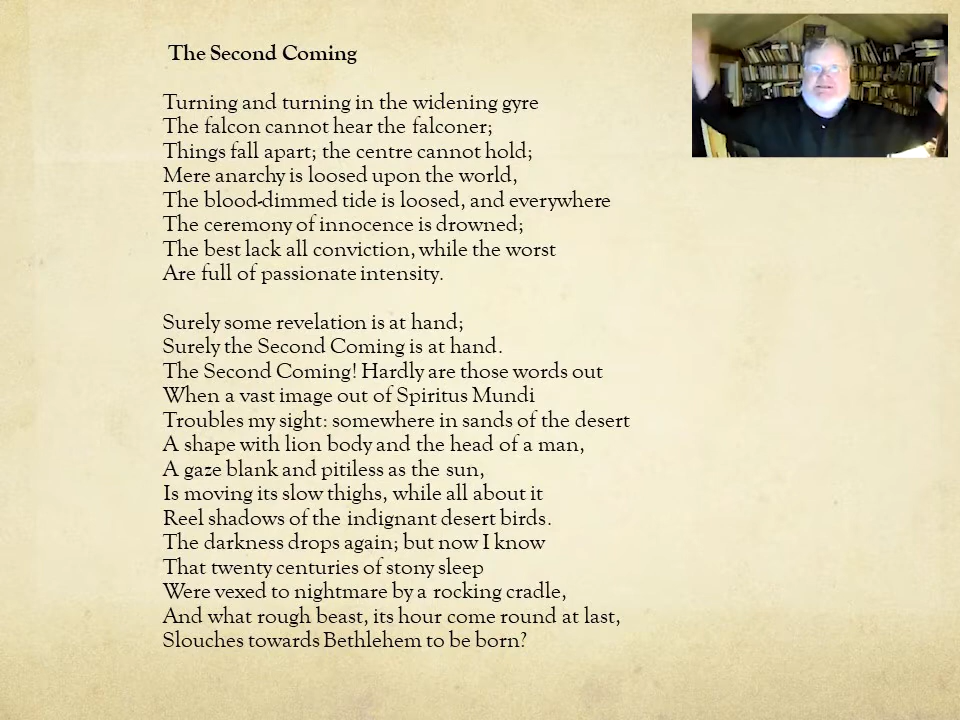 The Second Coming
Turning and turning in the widening gyre
The falcon cannot hear the falconer;
Things fall apart; the centre cannot hold;
Mere anarchy is loosed upon the world,
The blood-dimmed tide is loosed, and everywhere
The ceremony of innocence is drowned;
The best lack all conviction, while the worst
Are full of passionate intensity.
Surely some revelation is at hand;
Surely the Second Coming is at hand.
The Second Coming! Hardly are those words out
When a vast image out of Spiritus Mundi
Troubles my sight: somewhere in sands of the desert
A shape with lion body and the head of a man,
A gaze blank and pitiless as the sun,
Is moving its slow thighs, while all about it
Reel shadows of the indignant desert birds.
The darkness drops again; but now I know
That twenty centuries of stony sleep
Were vexed to nightmare by a rocking cradle,
And what rough beast, its hour come round at last,
Slouches towards Bethlehem to be born?